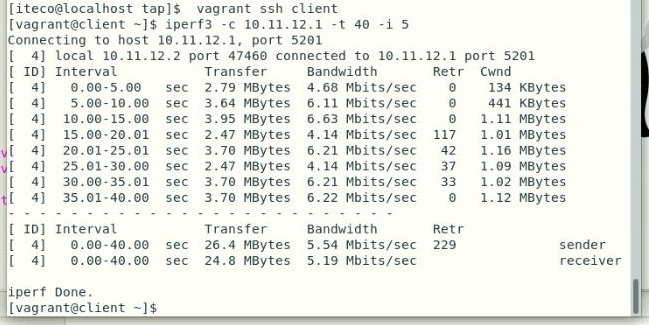 [iteco@localhost tap]$  vagrant ssh client
[vagrant@client ~]$ iperf3 -c 10.11.12.1 -t 40 -i 5
Connecting to host 10.11.12.1, port 5201
[  4] local 10.11.12.2 port 47460 connected to 10.11.12.1 port 5201
[ ID] Interval           Transfer     Bandwidth       Retr  Cwnd
[  4]   0.00-5.00   sec  2.79 MBytes  4.68 Mbits/sec    0    134 KBytes
[  4]   5.00-10.00  sec  3.64 MBytes  6.11 Mbits/sec    0    441 KBytes
[  4]  10.00-15.00  sec  3.95 MBytes  6.63 Mbits/sec    0   1.11 MBytes
[  4]  15.00-20.01  sec  2.47 MBytes  4.14 Mbits/sec  117   1.01 MBytes
[  4]  20.01-25.01  sec  3.70 MBytes  6.21 Mbits/sec   42   1.16 MBytes
[  4]  25.01-30.00  sec  2.47 MBytes  4.14 Mbits/sec   37   1.09 MBytes
[  4]  30.00-35.01  sec  3.70 MBytes  6.21 Mbits/sec   33   1.02 MBytes
[  4]  35.01-40.00  sec  3.70 MBytes  6.22 Mbits/sec    0   1.12 MBytes
- - - - - - - - - - - - - - - - - - - - - - - - -
[ ID] Interval           Transfer     Bandwidth       Retr
[  4]   0.00-40.00  sec  26.4 MBytes  5.54 Mbits/sec  229             sender
[  4]   0.00-40.00  sec  24.8 MBytes  5.19 Mbits/sec                  receiver
iperf Done.
[vagrant@client ~]$